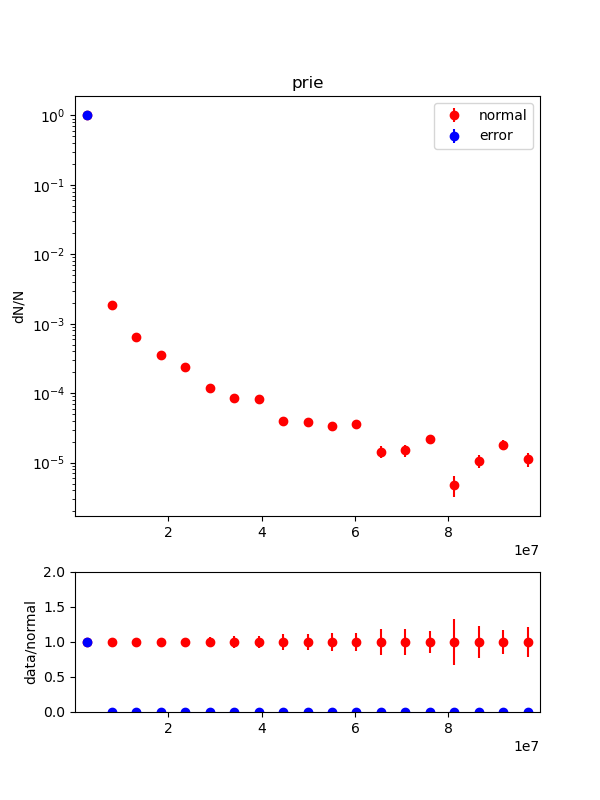 prie
dN/N
10⁰
10⁻¹
10⁻²
10⁻³
10⁻⁴
10⁻⁵
normal
error
2 4 6 8
1e7
data/normal
2.0
1.5
1.0
0.5
0.0
2 4 6 8
1e7